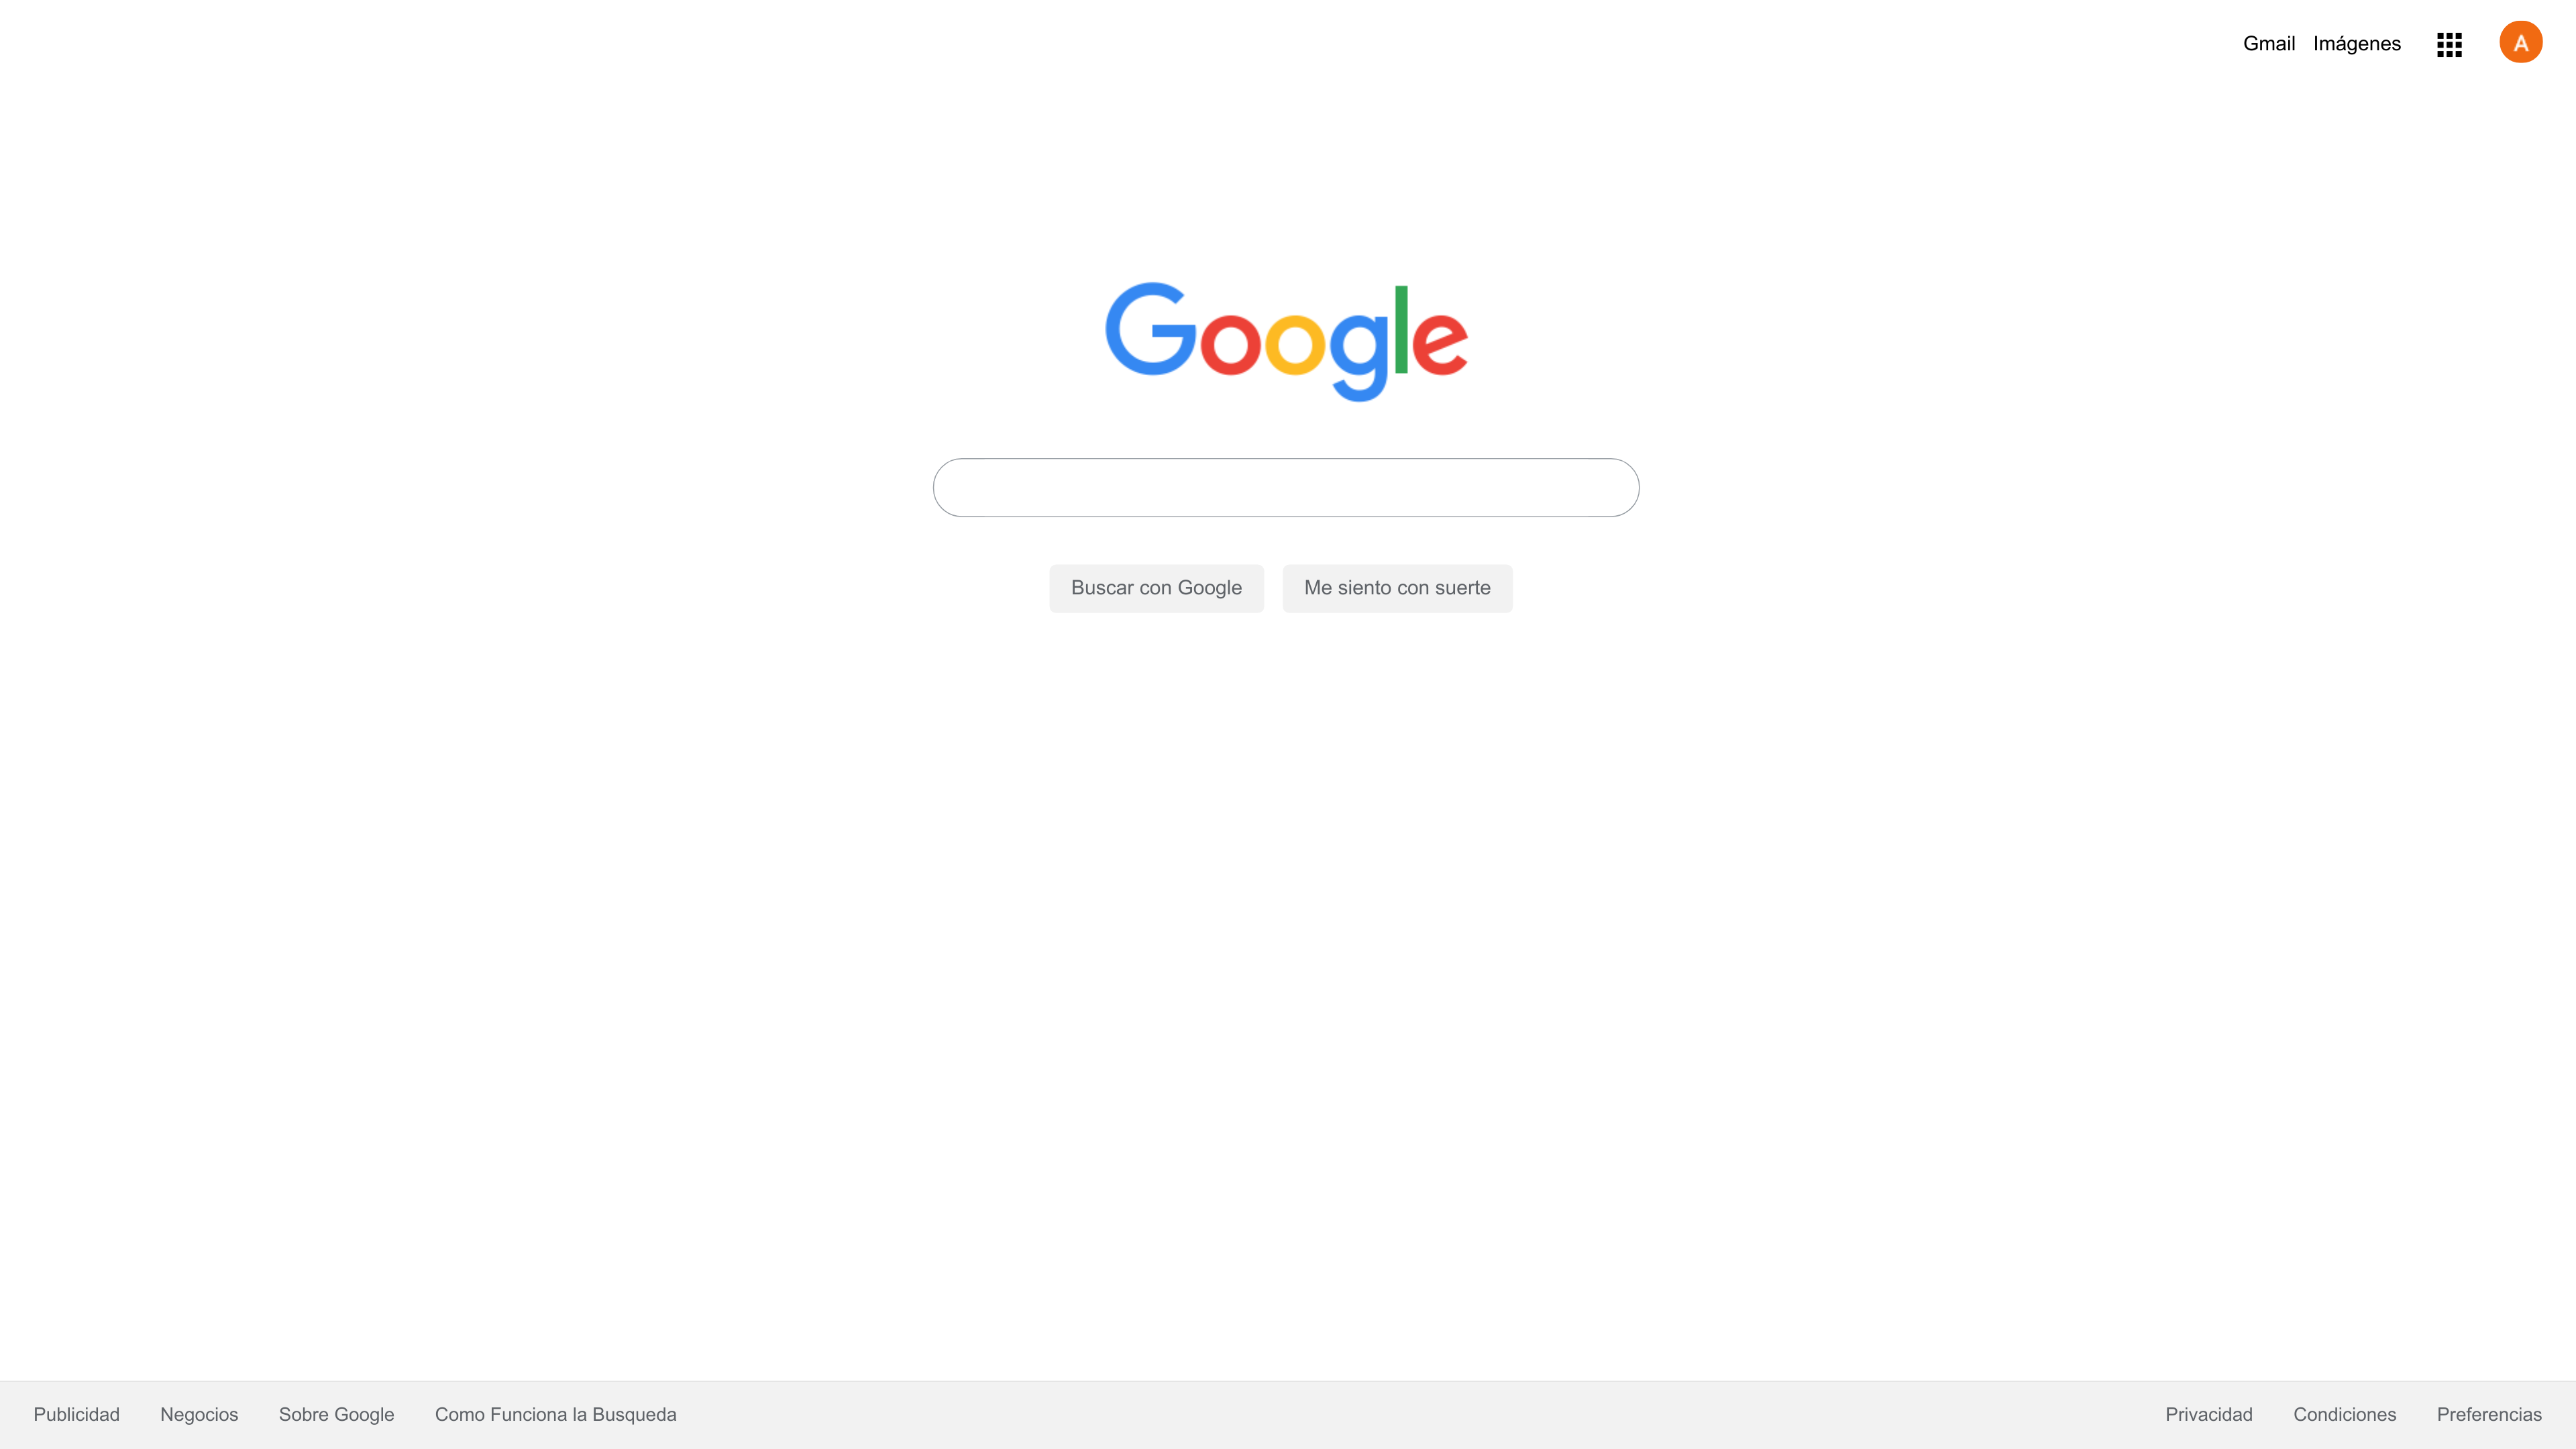 Gmail Imágenes A
Google
Buscar con Google Me siento con suerte
Publicidad Negocios Sobre Google Como Funciona la Busqueda Privacidad Condiciones Preferencias